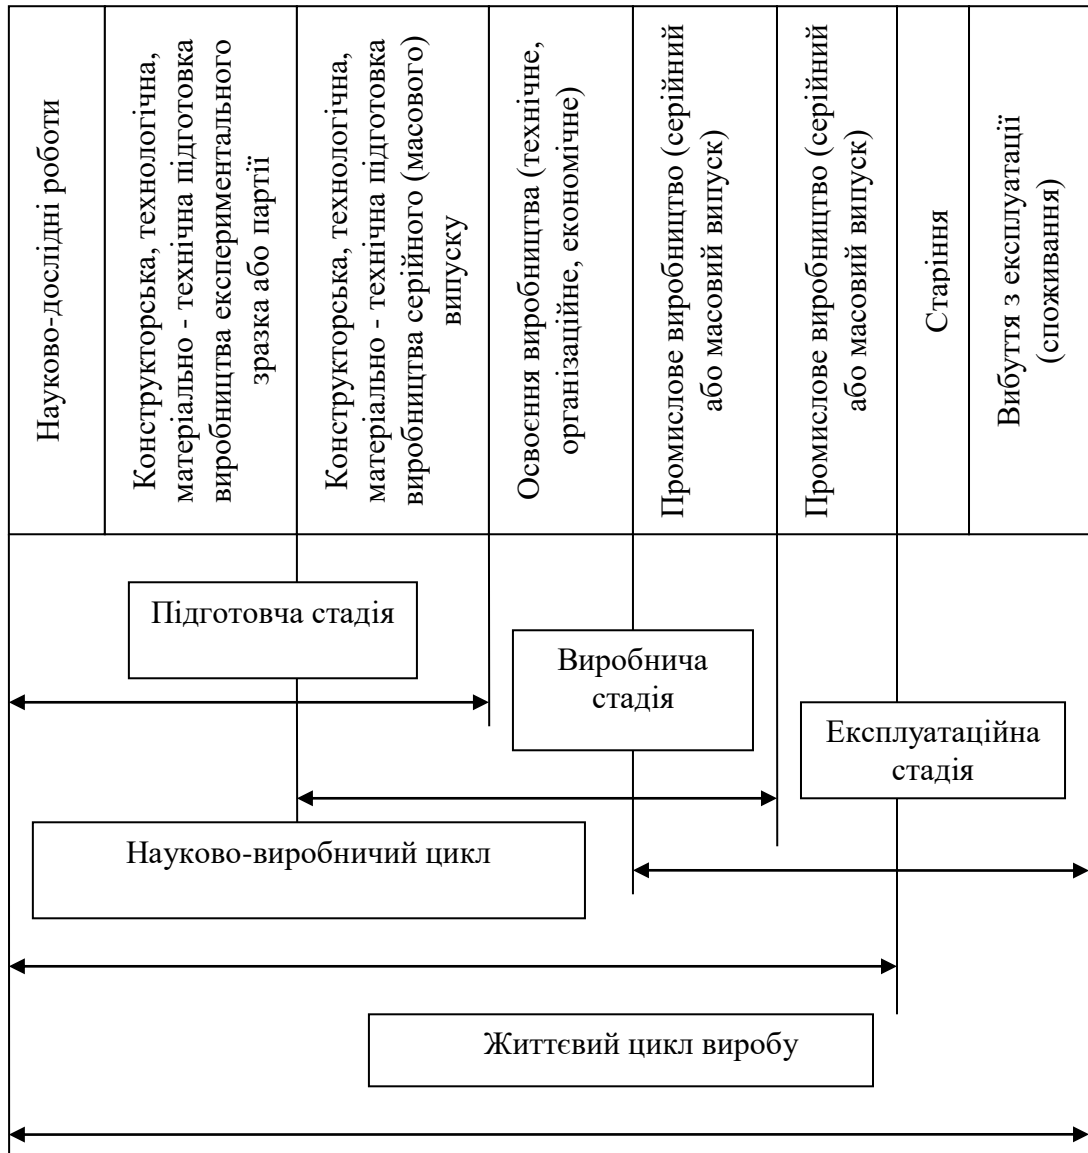 Науково-дослідні роботи
Конструкторська, технологічна,
матеріально - технічна підготовка
виробництва експериментального
зразка або партії
Конструкторська, технологічна,
матеріально - технічна підготовка
виробництва серійного (масового)
випуску
Освоєння виробництва (технічне,
організаційне, економічне)
Промислове виробництво (серійний
або масовий випуск)
Промислове виробництво (серійний
або масовий випуск)
Старіння
Вибуття з експлуатації
(споживання)
Підготовча стадія
Виробнича
стадія
Експлуатаційна
стадія
Науково-виробничий цикл
Життєвий цикл виробу